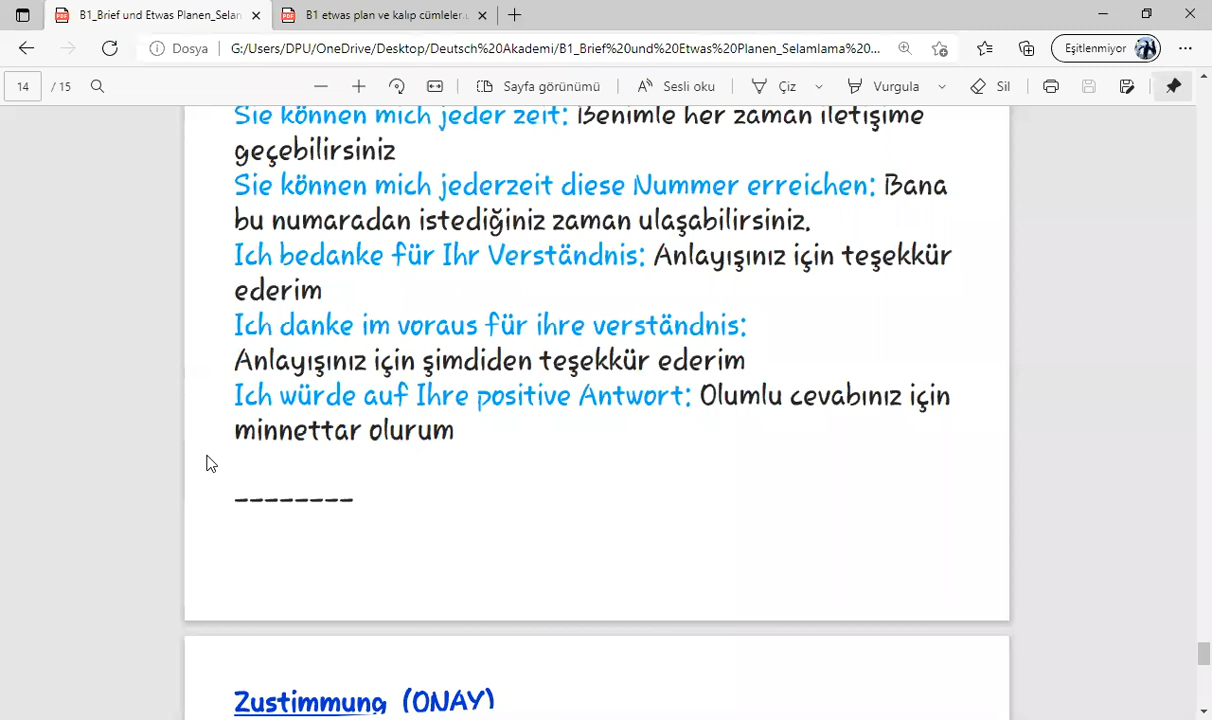 B1_Brief und Etwas Planen_Selam
B1 etwas plan ve kalıp cümleler.
Dosya
G:/Users/DPU/OneDrive/Desktop/Deutsch%20Akademi/B1_Brief%20und%20Etwas%20Planen_Selamlama%20...
Eşitlenmiyor
14 / 15
Sayfa görünümü
Sesli oku
Çiz
Vurgula
Sil
Sie können mich jeder zeit: Benimle her zaman iletişime
geçebilirsiniz
Sie können mich jederzeit diese Nummer erreichen: Bana
bu numaradan istediğiniz zaman ulaşabilirsiniz.
Ich bedanke für Ihr Verständnis: Anlayışınız için teşekkür
ederim
Ich danke im voraus für ihre verständnis:
Anlayışınız için şimdiden teşekkür ederim
Ich würde auf Ihre positive Antwort: Olumlu cevabınız için
minnettar olurum
--------
Zustimmung (ONAY)